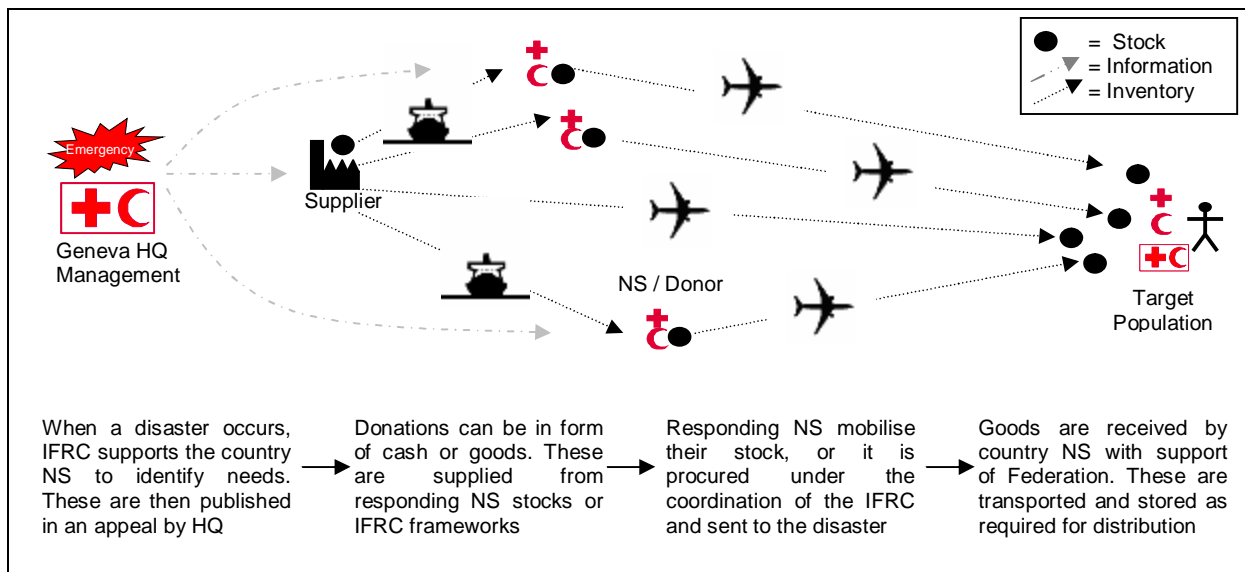 = Stock
= Information
= Inventory
Emergency
Geneva HQ
Management
Supplier
NS / Donor
Target
Population
When a disaster occurs,
IFRC supports the country
NS to identify needs.
These are then published
in an appeal by HQ
Donations can be in form
of cash or goods. These
are supplied from
responding NS stocks or
IFRC frameworks
Responding NS mobilise
their stock, or it is
procured under the
coordination of the IFRC
and sent to the disaster
Goods are received by
country NS with support
of Federation. These are
transported and stored as
required for distribution